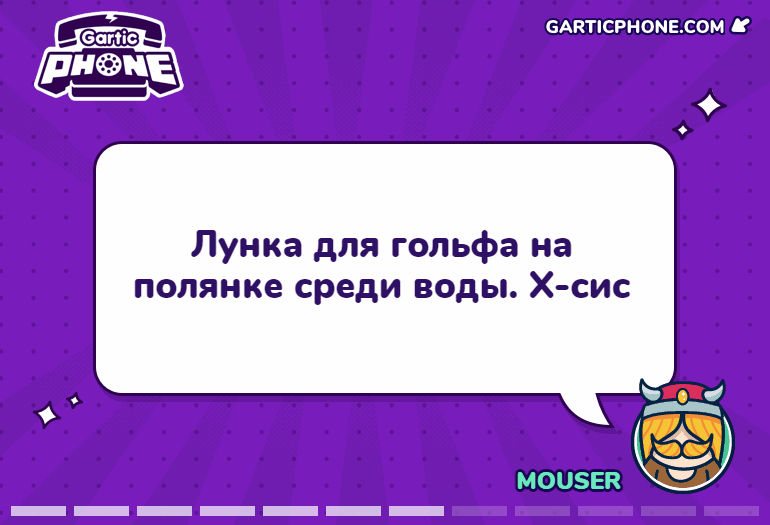 Gartic
PHONE
GARTICPHONE.COM
Лунка для гольфа на
полянке среди воды. Х-сис
MOUSER